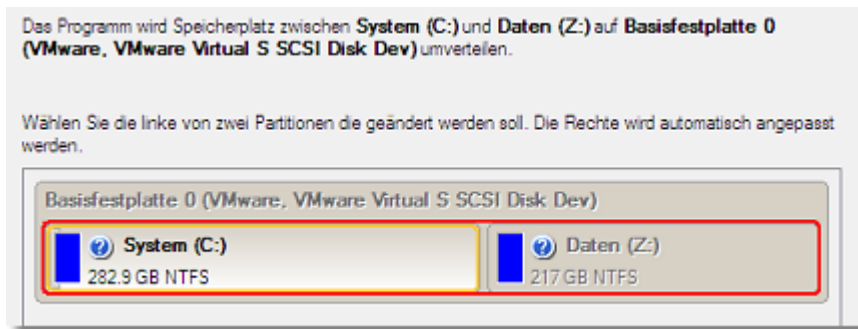 Das Programm wird Speicherplatz zwischen System (C:) und Daten (Z:) auf Basisfestplatte 0
(VMware, VMware Virtual S SCSI Disk Dev) umverteilen.
Wählen Sie die linke von zwei Partitionen die geändert werden soll. Die Rechte wird automatisch angepasst
werden.
Basisfestplatte 0 (VMware, VMware Virtual S SCSI Disk Dev)
System (C:)
282.9 GB NTFS
Daten (Z:)
217 GB NTFS